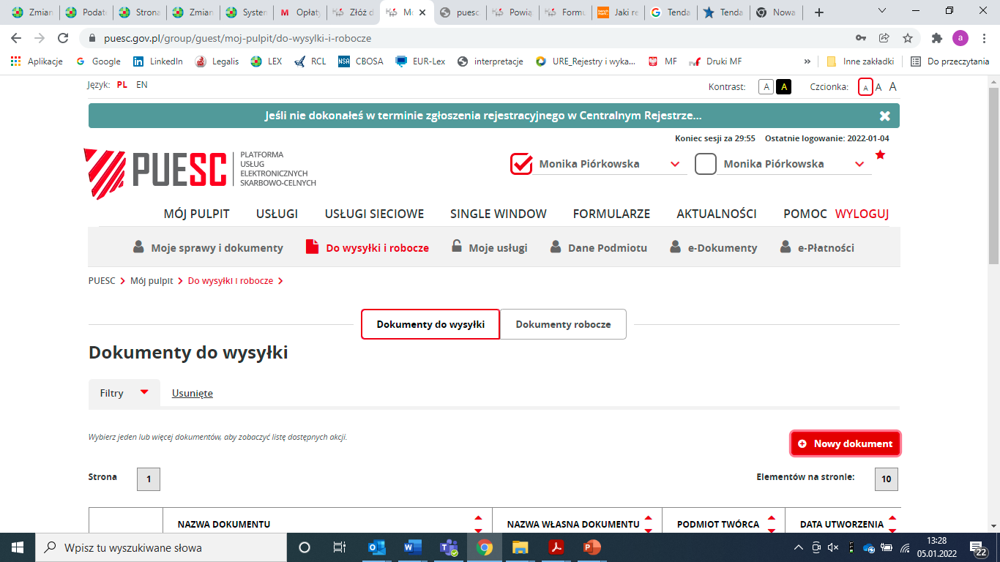 Zmian
Podat
Strona
Zmian
System
Opłaty
Złóż d
Mó
puesc
Powią
Formu
Jaki re
Tenda
Tenda
Nowa
puesc.gov.pl/group/guest/moj-pulpit/do-wysylki-i-robocze
a
Aplikacje
Google
LinkedIn
Legalis
LEX
RCL
CBOSA
EUR-Lex
interpretacje
URE_Rejestry i wyka...
MF
Druki MF
»
Inne zakładki
Do przeczytania
Język: PL EN
Kontrast: A A Czcionka: A A A
Jeśli nie dokonałeś w terminie zgłoszenia rejestracyjnego w Centralnym Rejestrze...
Koniec sesji za 29:55 Ostatnie logowanie: 2022-01-04
PUESC
PLATFORMA
USŁUG
ELEKTRONICZNYCH
SKARBOWO-CELNYCH
Monika Piórkowska
Monika Piórkowska
MÓJ PULPIT USŁUGI USŁUGI SIECIOWE SINGLE WINDOW FORMULARZE AKTUALNOŚCI POMOC WYLOGUJ
Moje sprawy i dokumenty Do wysyłki i robocze Moje usługi Dane Podmiotu e-Dokumenty e-Płatności
PUESC Mój pulpit Do wysyłki i robocze
Dokumenty do wysyłki Dokumenty robocze
Dokumenty do wysyłki
Filtry Usunięte
Wybierz jeden lub więcej dokumentów, aby zobaczyć listę dostępnych akcji.
Nowy dokument
Strona 1 Elementów na stronie: 10
NAZWA DOKUMENTU NAZWA WŁASNA DOKUMENTU PODMIOT TWÓRCA DATA UTWORZENIA
Wpisz tu wyszukiwane słowa
13:28
05.01.2022
22